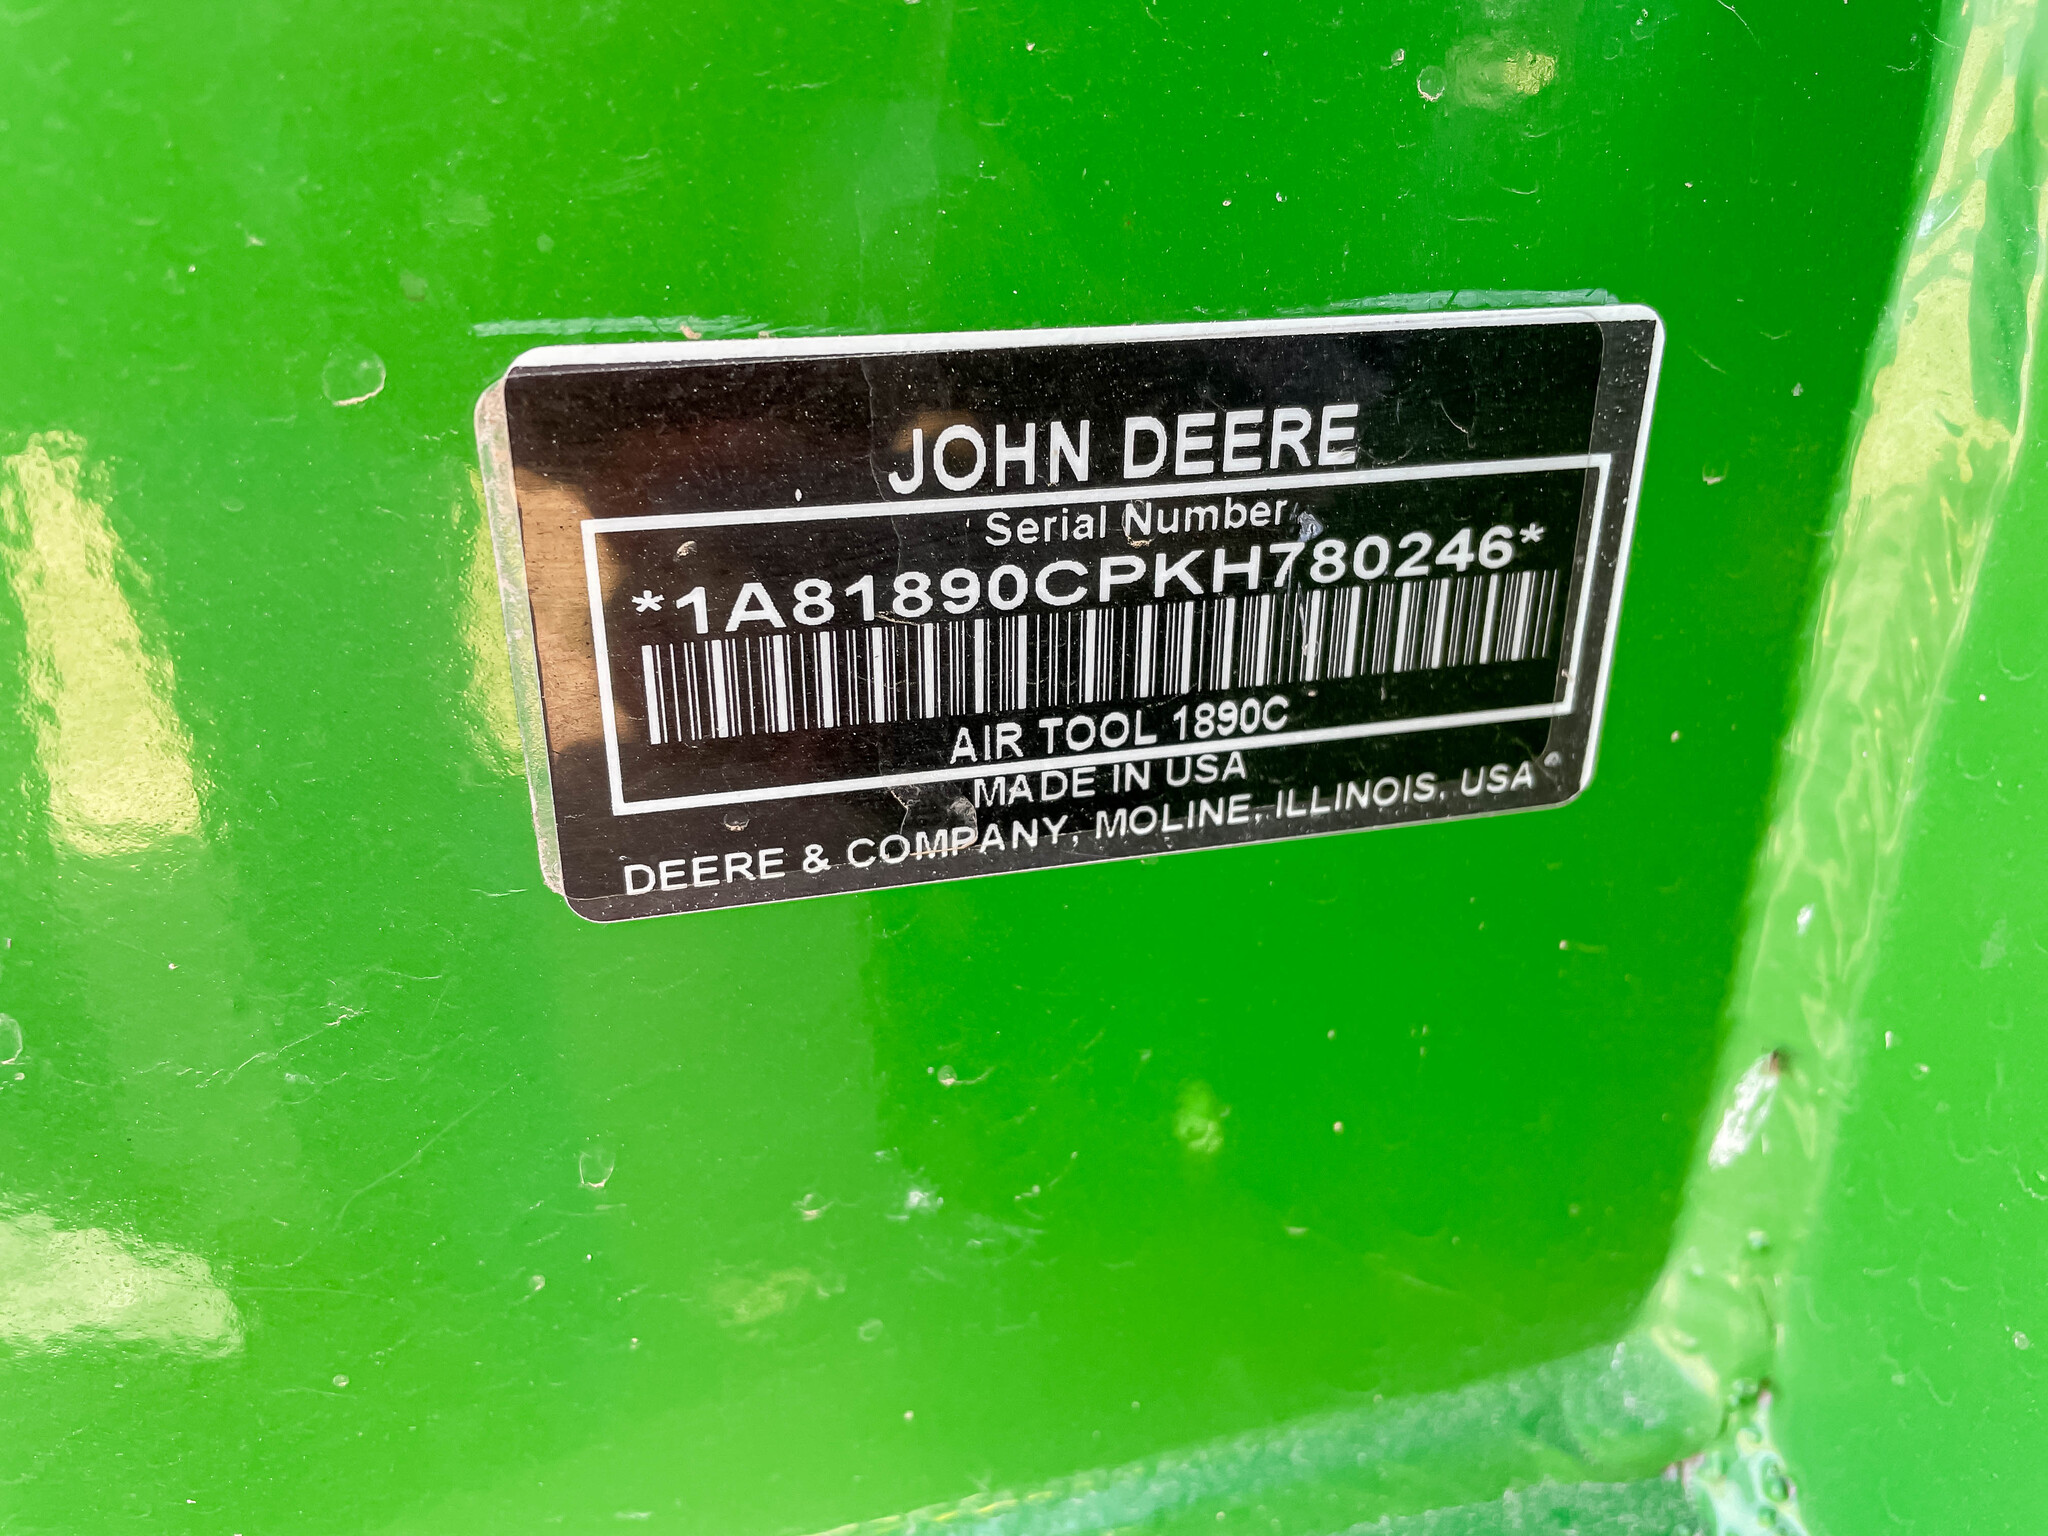 JOHN DEERE
Serial Number
*1A81890CPKH780246*
AIR TOOL 1890C
MADE IN USA
DEERE & COMPANY, MOLINE, ILLINOIS, USA